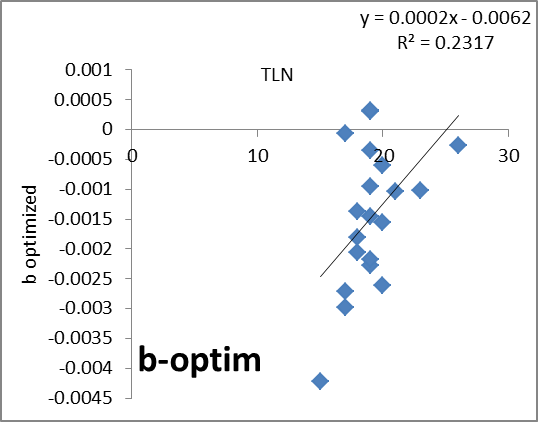 y = 0.0002x - 0.0062
R² = 0.2317
TLN
0.001
0.0005
0
-0.0005
-0.001
-0.0015
-0.002
-0.0025
-0.003
-0.0035
-0.004
-0.0045
0 10 20 30
b optimized
b-optim